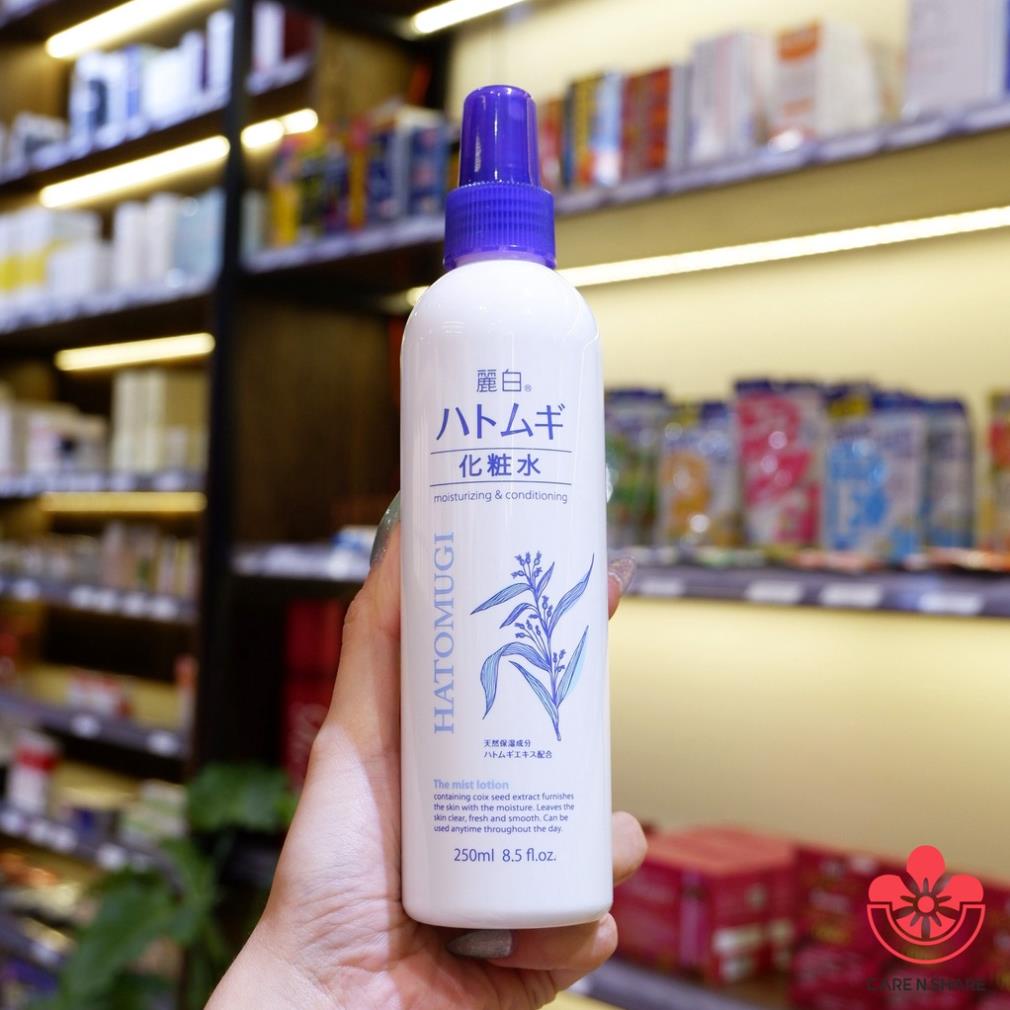 麗白®
ハトムギ
化粧水
moisturizing & conditioning
HATOMUGI
天然保湿成分
ハトムギエキス配合
The mist lotion
containing coix seed extract furnishes
the skin with the moisture. Leaves the
skin clear, fresh and smooth. Can be
used anytime throughout the day.
250ml 8.5 fl.oz.
CARE N SHARE